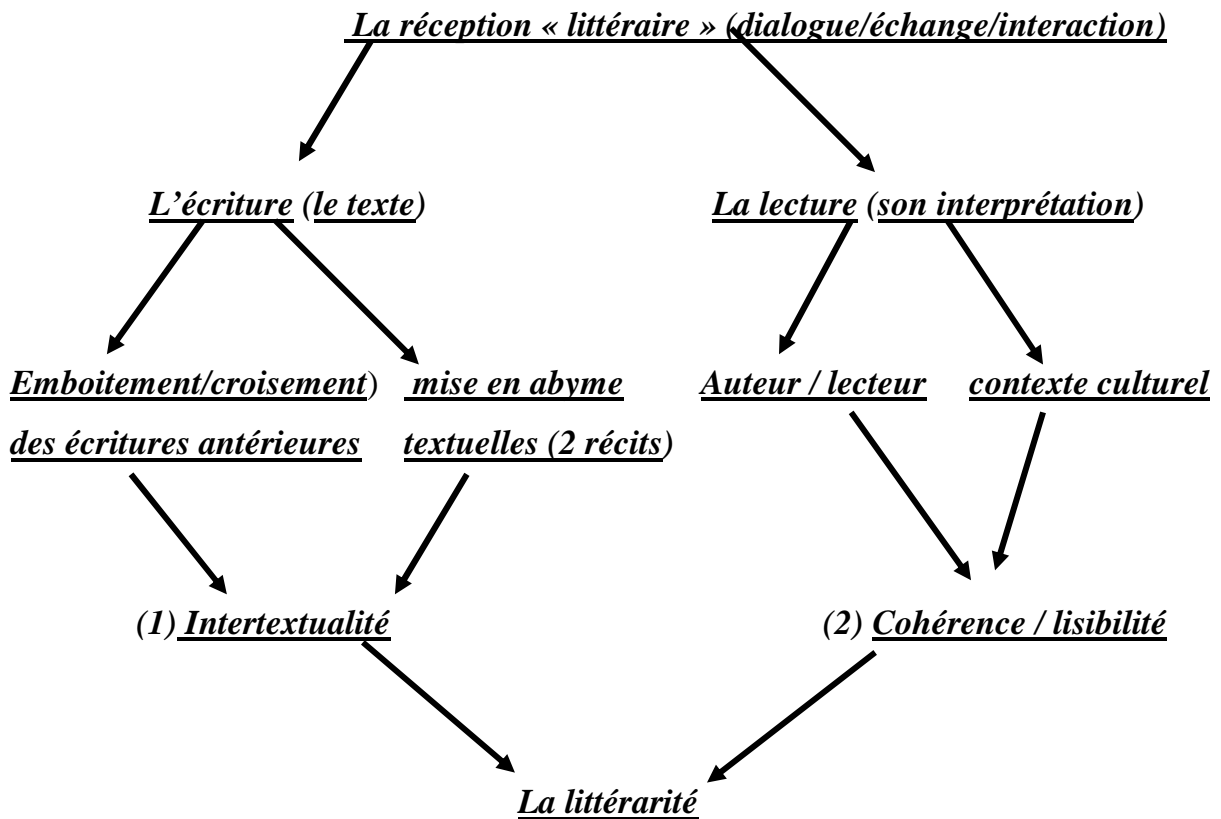 La réception « littéraire » (dialogue/échange/interaction)
L’écriture (le texte)
La lecture (son interprétation)
Emboitement/croisement)
des écritures antérieures
mise en abyme
textuelles (2 récits)
Auteur / lecteur
contexte culturel
(1) Intertextualité
(2) Cohérence / lisibilité
La littérarité